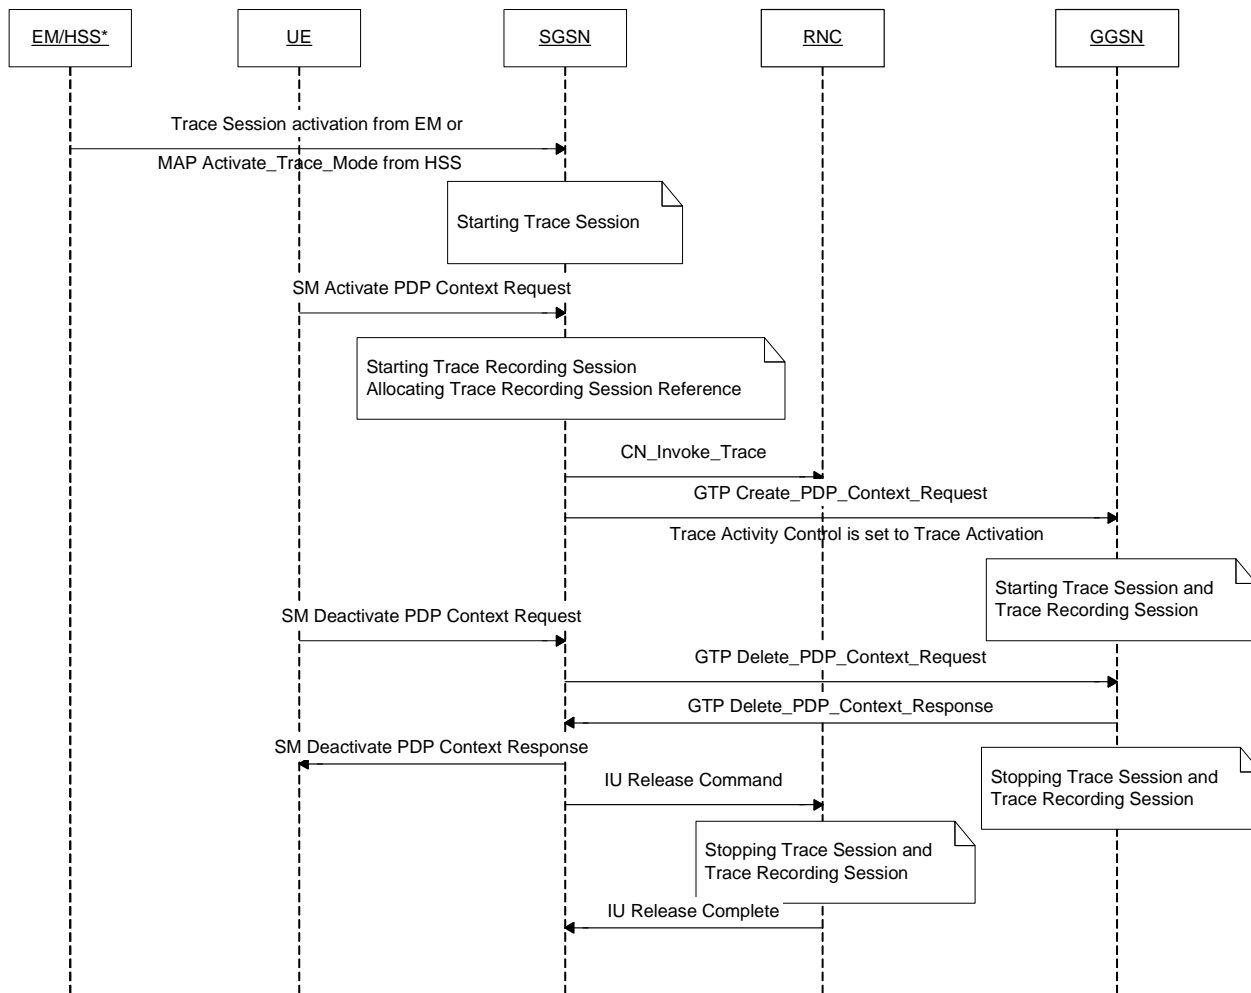 EM/HSS*
UE
SGSN
RNC
GGSN
Trace Session activation from EM or
MAP Activate_Trace_Mode from HSS
Starting Trace Session
SM Activate PDP Context Request
Starting Trace Recording Session
Allocating Trace Recording Session Reference
CN_Invoke_Trace
GTP Create_PDP_Context_Request
Trace Activity Control is set to Trace Activation
Starting Trace Session and
Trace Recording Session
SM Deactivate PDP Context Request
GTP Delete_PDP_Context_Request
GTP Delete_PDP_Context_Response
SM Deactivate PDP Context Response
Stopping Trace Session and
Trace Recording Session
IU Release Command
Stopping Trace Session and
Trace Recording Session
IU Release Complete